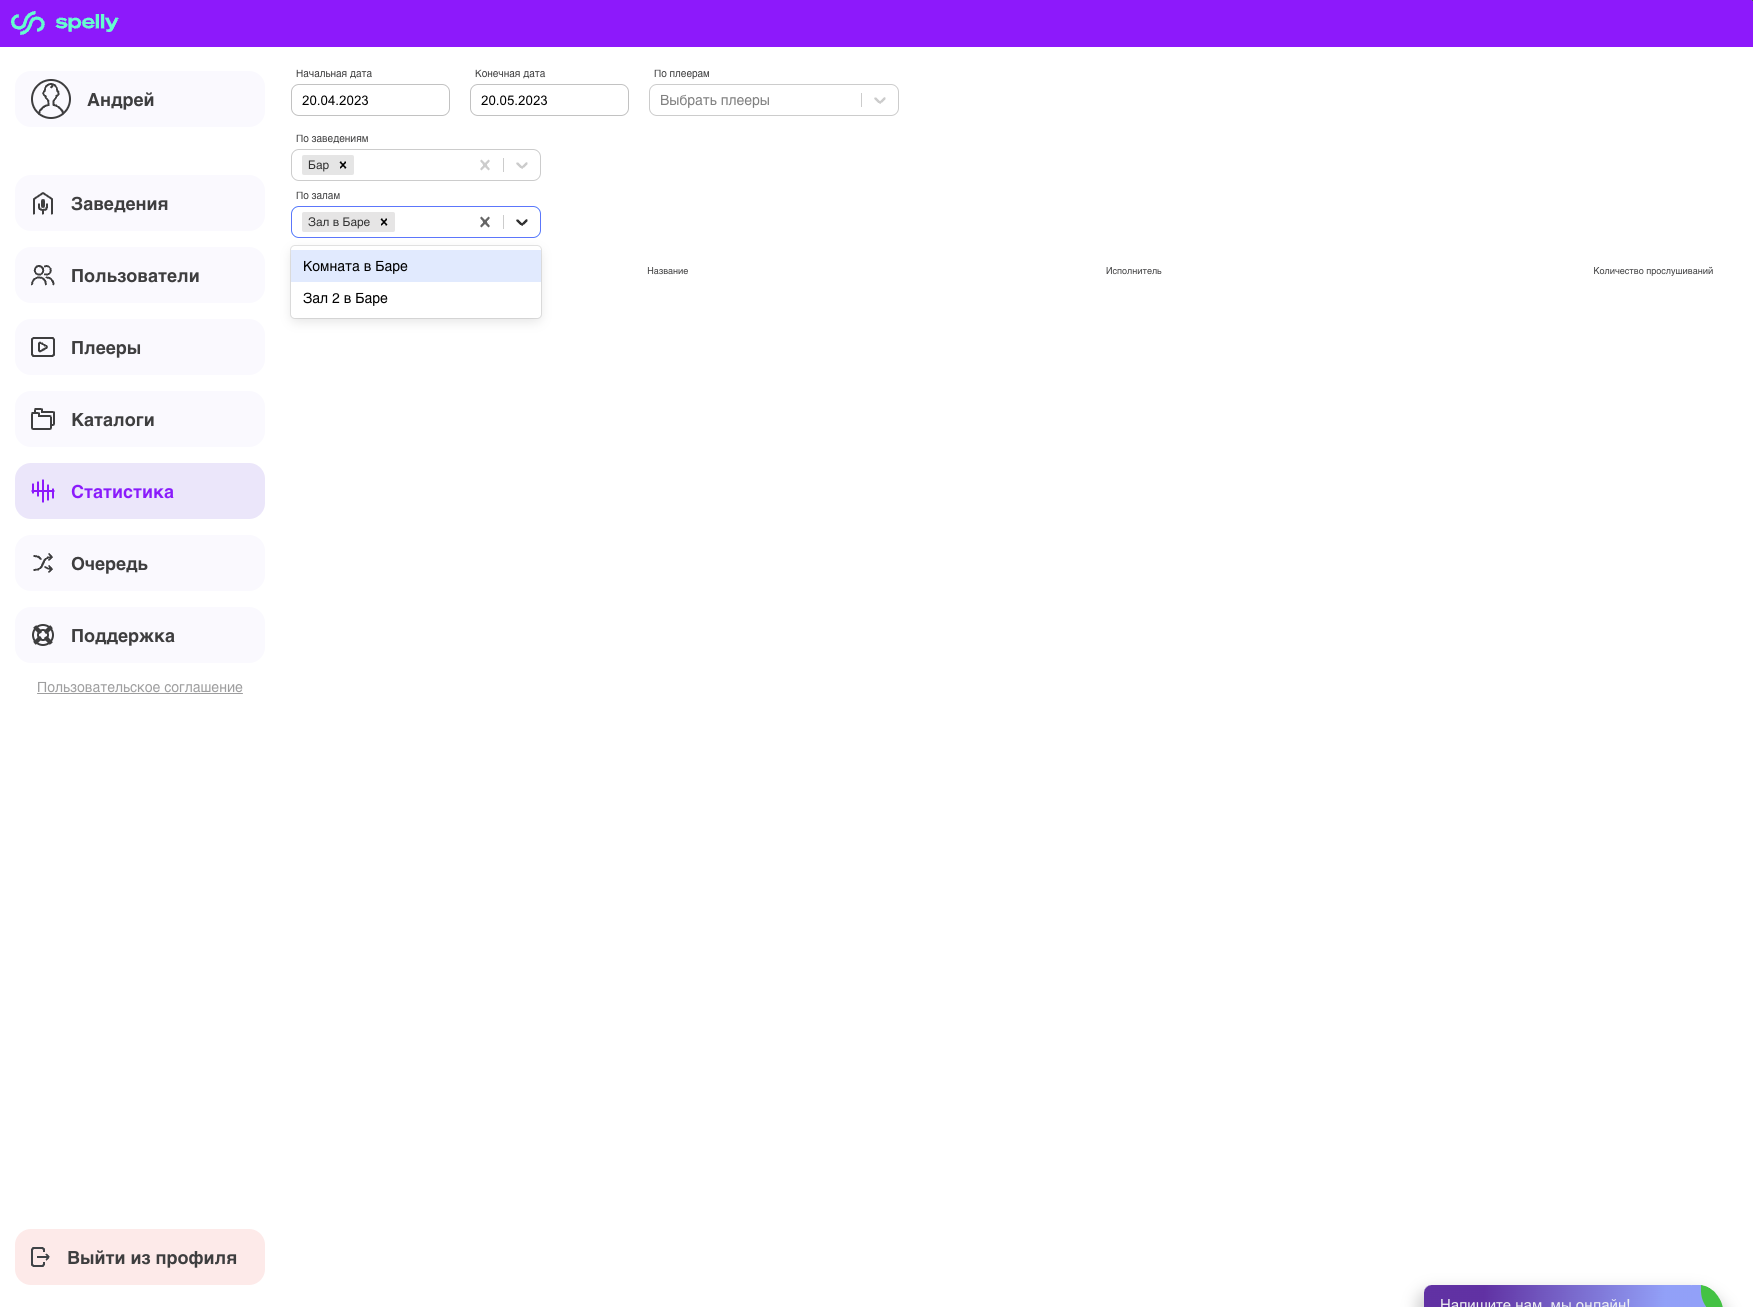 spelly
Андрей
Заведения
Пользователи
Плееры
Каталоги
Статистика
Очередь
Поддержка
Пользовательское соглашение
Выйти из профиля
Начальная дата
20.04.2023
Конечная дата
20.05.2023
По плеерам
Выбрать плееры
По заведениям
Бар
По залам
Зал в Баре
Комната в Баре
Зал 2 в Баре
Название
Исполнитель
Количество прослушиваний
Напишите нам, мы онлайн!